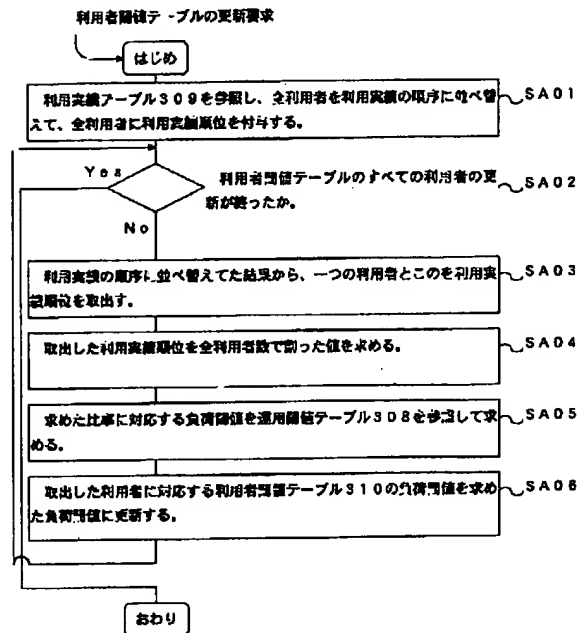 利用者閾値テーブルの更新要求
はじめ
利用実績テーブル309を参照し、全利用者を利用実績の順序に並べ替
えて、全利用者に利用実績順位を付与する。
SA01
Yes
利用者閾値テーブルのすべての利用者の更
新が終ったか。
SA02
No
利用実績の順序に並べ替えてた結果から、一つの利用者とこのを利用実
績順位を取出す。
SA03
取出した利用実績順位を全利用者数で割った値を求める。
SA04
求めた比率に対応する負荷閾値を運用閾値テーブル308を参照して求
める。
SA05
取出した利用者に対応する利用者閾値テーブル310の負荷閾値を求め
た負荷閾値に更新する。
SA06
おわり